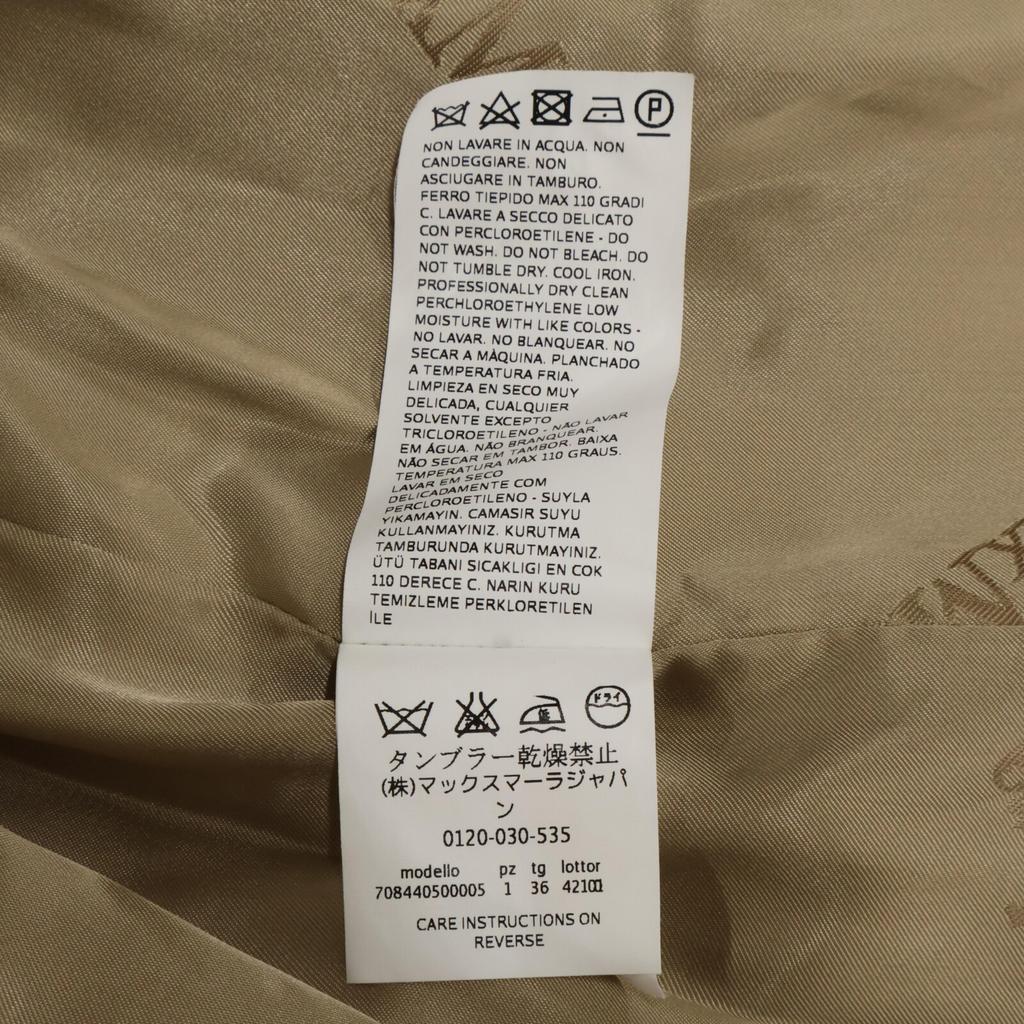 P
NON LAVARE IN ACQUA. NON
CANDEGGIARE. NON
ASCIUGARE IN TAMBURO.
FERRO TIEPIDO MAX 110 GRADI
C. LAVARE A SECCO DELICATO
CON PERCLOROETILENE - DO
NOT WASH. DO NOT BLEACH. DO
NOT TUMBLE DRY. COOL IRON.
PROFESSIONALLY DRY CLEAN
PERCHLOROETHYLENE LOW
MOISTURE WITH LIKE COLORS -
NO LAVAR. NO BLANQUEAR. NO
SECAR A MÀQUINA. PLANCHADO
A TEMPERATURA FRIA.
LIMPIEZA EN SECO MUY
DELICADA, CUALQUIER
SOLVENTE EXCEPTO
TRICLOROETILENO - NÃO LAVAR
EM ÁGUA. NÃO BRANQUEAR.
NÃO SECAR EM TAMBOR. BAIXA
TEMPERATURA MAX 110 GRAUS.
LAVAR EM SECO
DELICADAMENTE COM
PERCLOROETILENO - SUYLA
YIKAMAYIN. CAMASIR SUYU
KULLANMAYINIZ. KURUTMA
TAMBURUNDA KURUTMAYINIZ.
ÜTÜ TABANI SICAKLIGI EN COK
110 DERECE C. NARIN KURU
TEMIZLEME PERKLORETILEN
İLE
低 ドライ
タンブラー乾燥禁止
(株)マックスマーラジャパ
ン
0120-030-535
modello pz tg lottor
708440500005 1 36
CARE INSTRUCTIONS ON
REVERSE